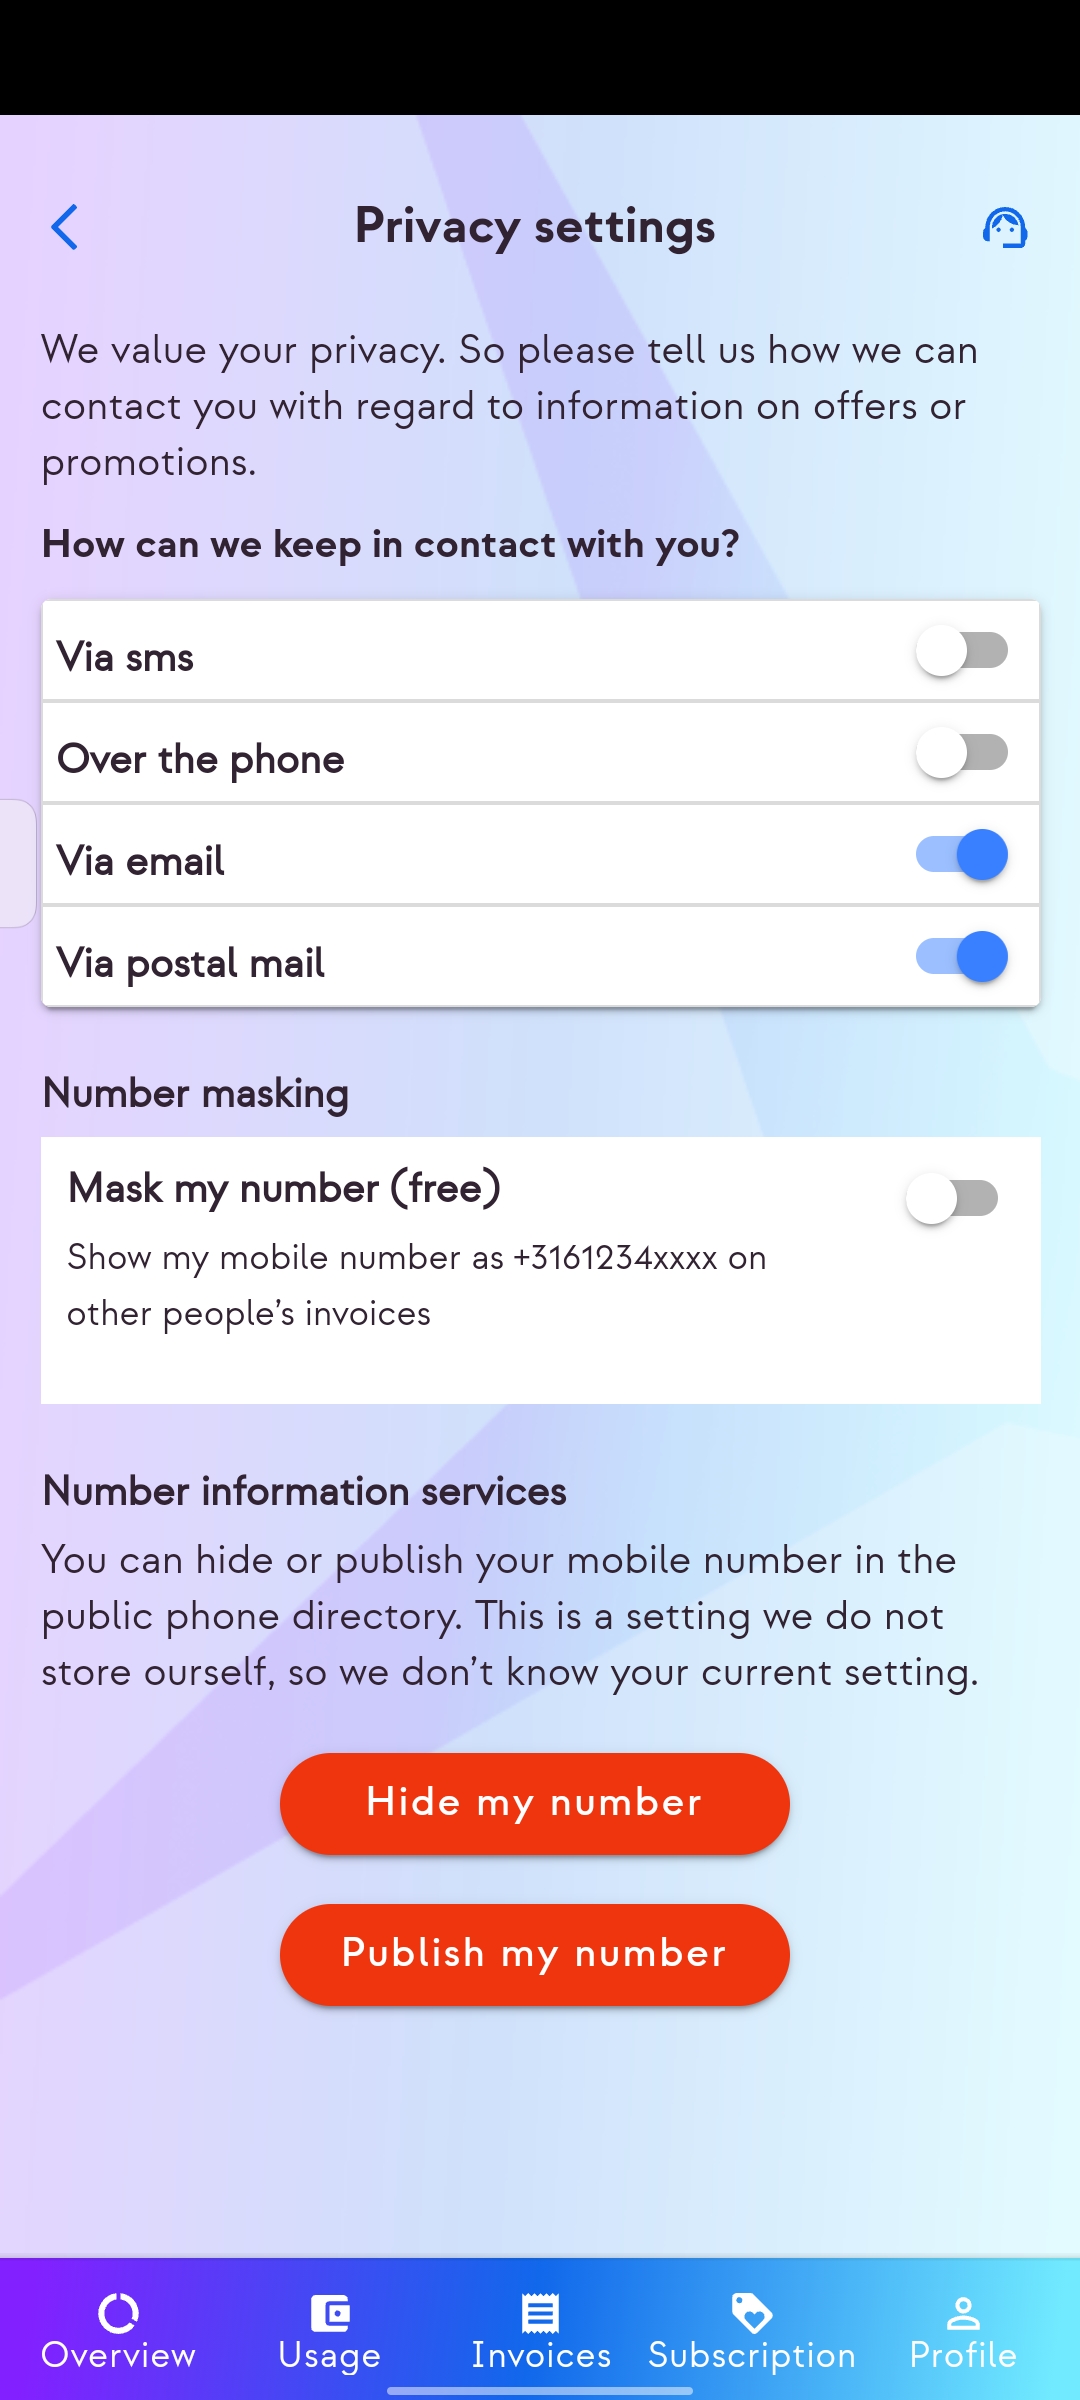 Privacy settings
We value your privacy. So please tell us how we can
contact you with regard to information on offers or
promotions.
How can we keep in contact with you?
Via sms
Over the phone
Via email
Via postal mail
Number masking
Mask my number (free)
Show my mobile number as +3161234xxxx on
other people’s invoices
Number information services
You can hide or publish your mobile number in the
public phone directory. This is a setting we do not
store ourself, so we don’t know your current setting.
Hide my number
Publish my number
Overview
Usage
Invoices
Subscription
Profile